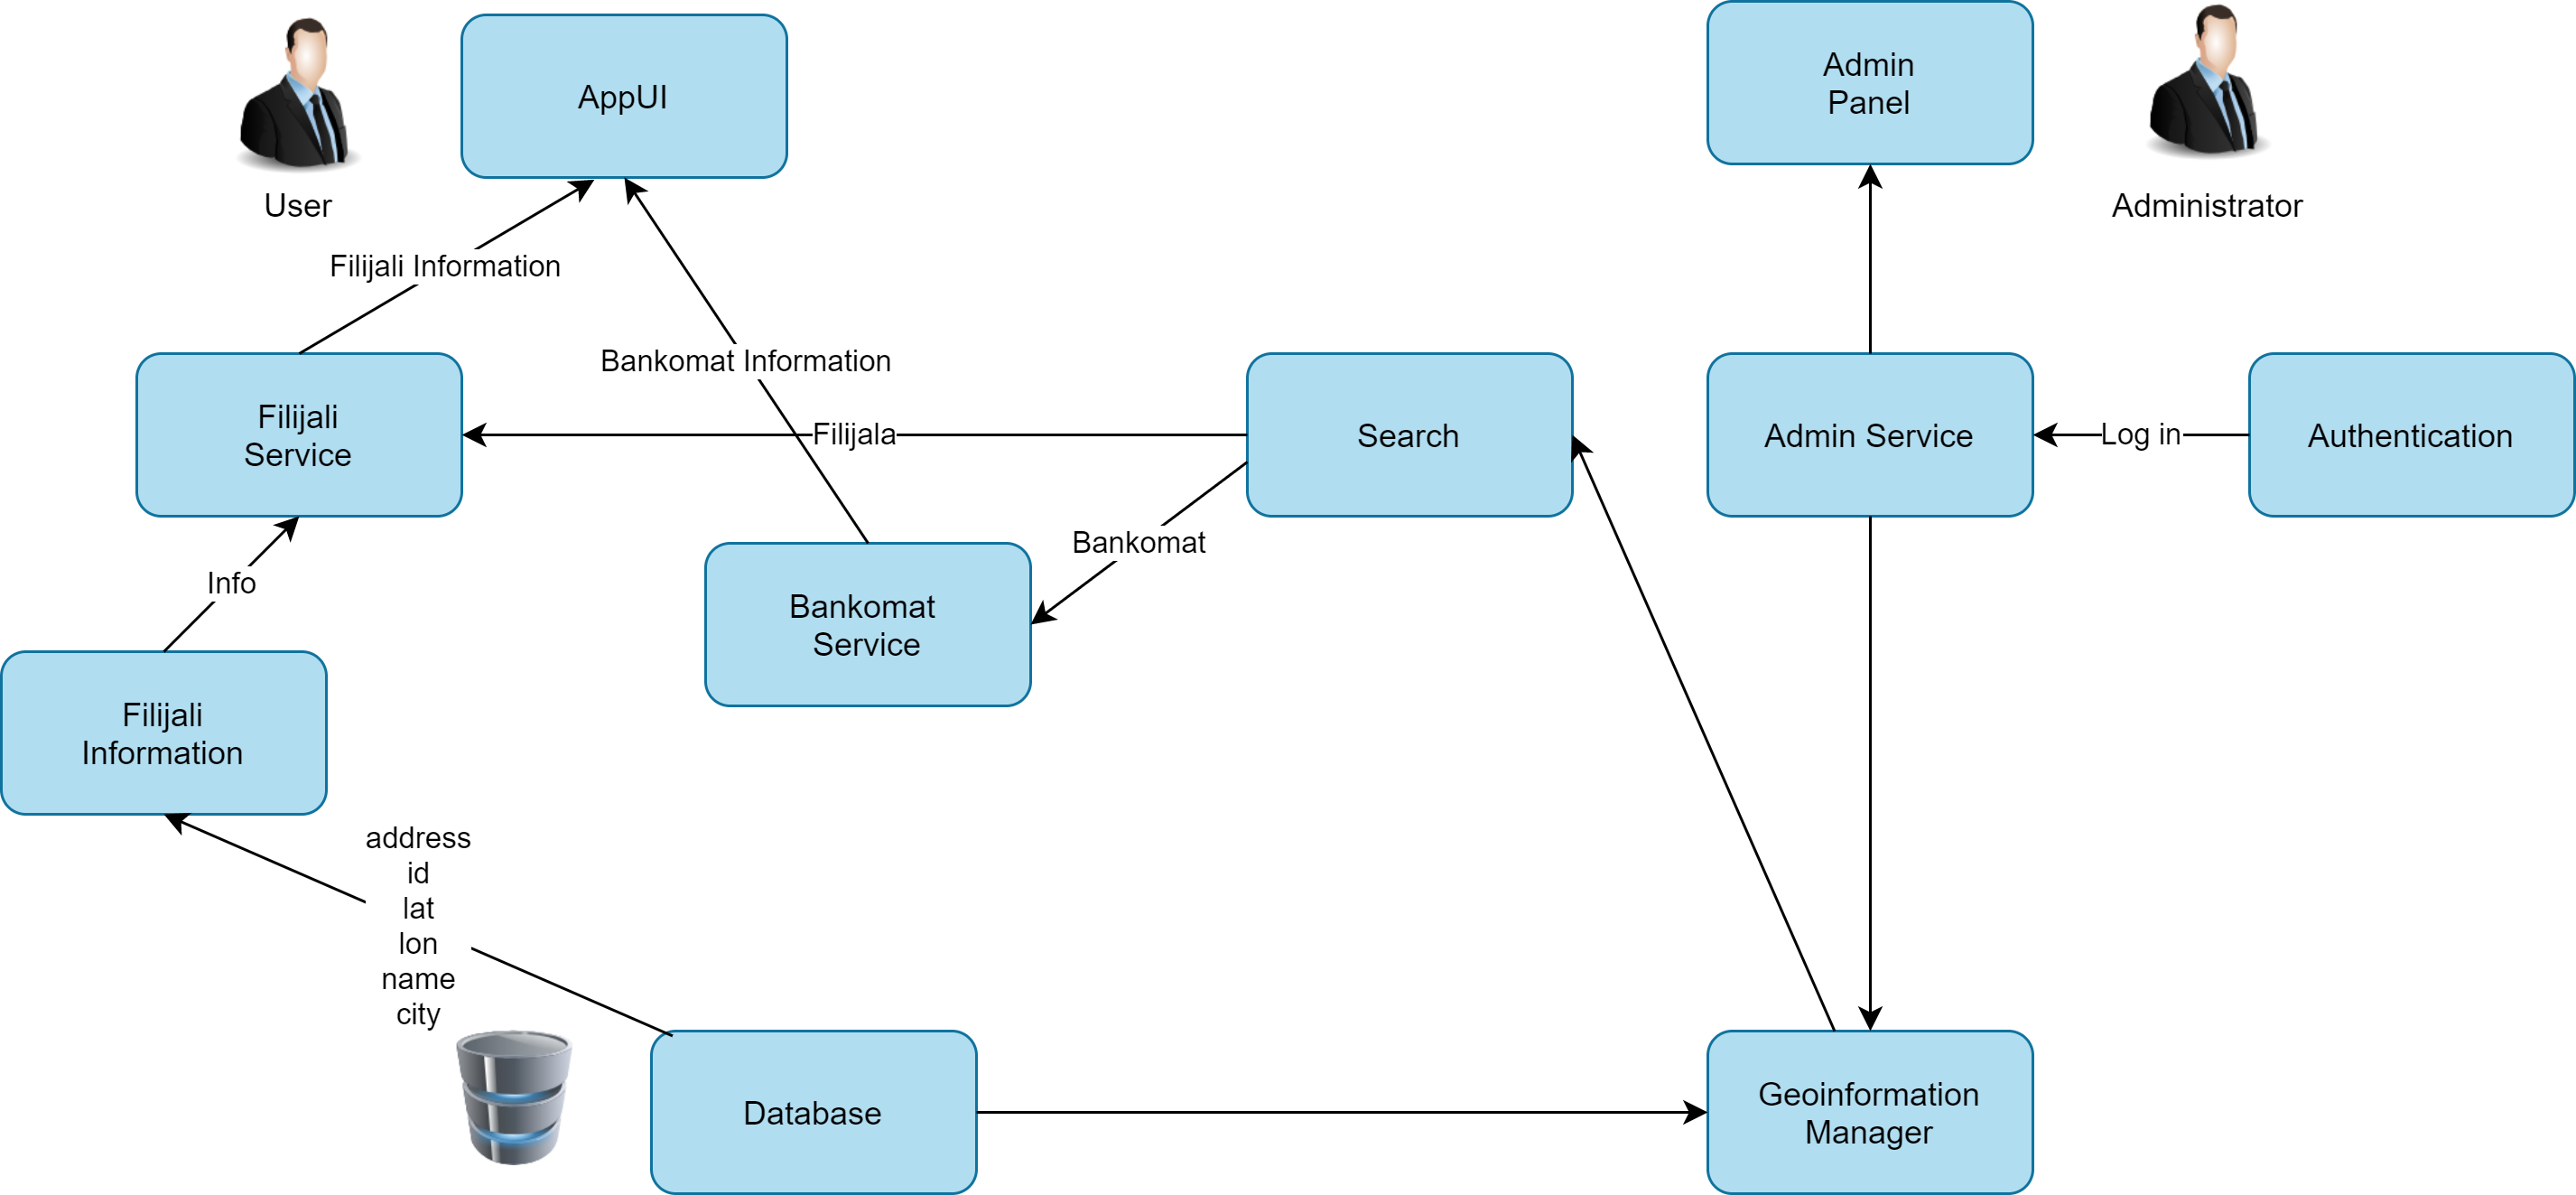 AppUI
Admin
Panel
User
Administrator
Filijali Information
Bankomat Information
Filijali
Service
Filijala
Search
Admin Service
Log in
Authentication
Bankomat
Info
Bankomat
Service
Filijali
Information
address
id
lat
lon
name
city
Database
Geoinformation
Manager